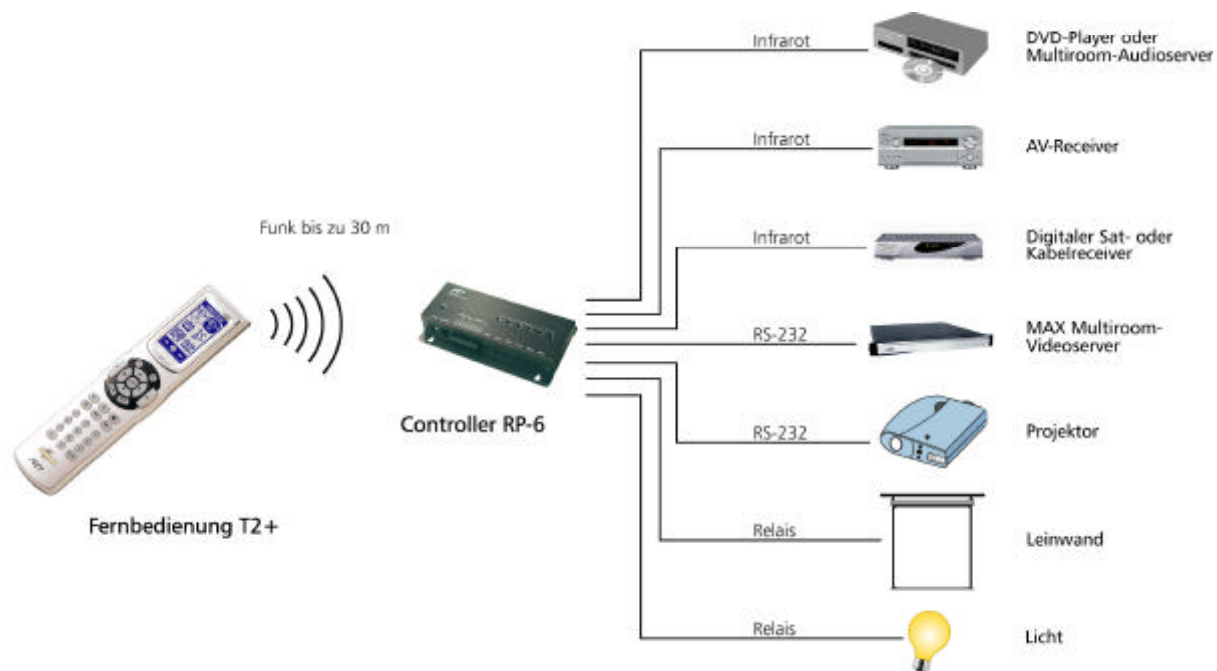 Infrarot
DVD-Player oder
Multiroom-Audioserver
Infrarot
AV-Receiver
Funk bis zu 30 m
Infrarot
Digitaler Sat- oder
Kabelreceiver
RS-232
MAX Multiroom-
Videoserver
Controller RP-6
RS-232
Projektor
Fernbedienung T2+
Relais
Leinwand
Relais
Licht